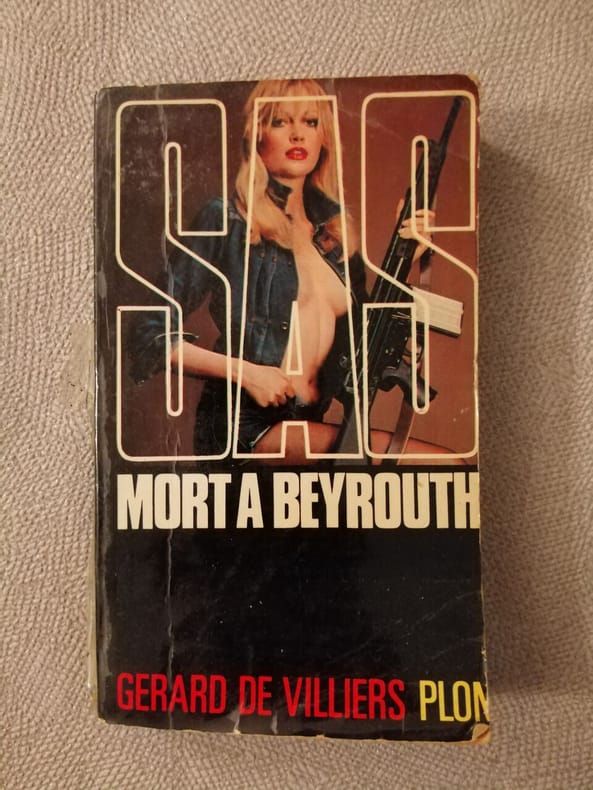 SAS
MORT A BEYROUTH
GERARD DE VILLIERS PLON